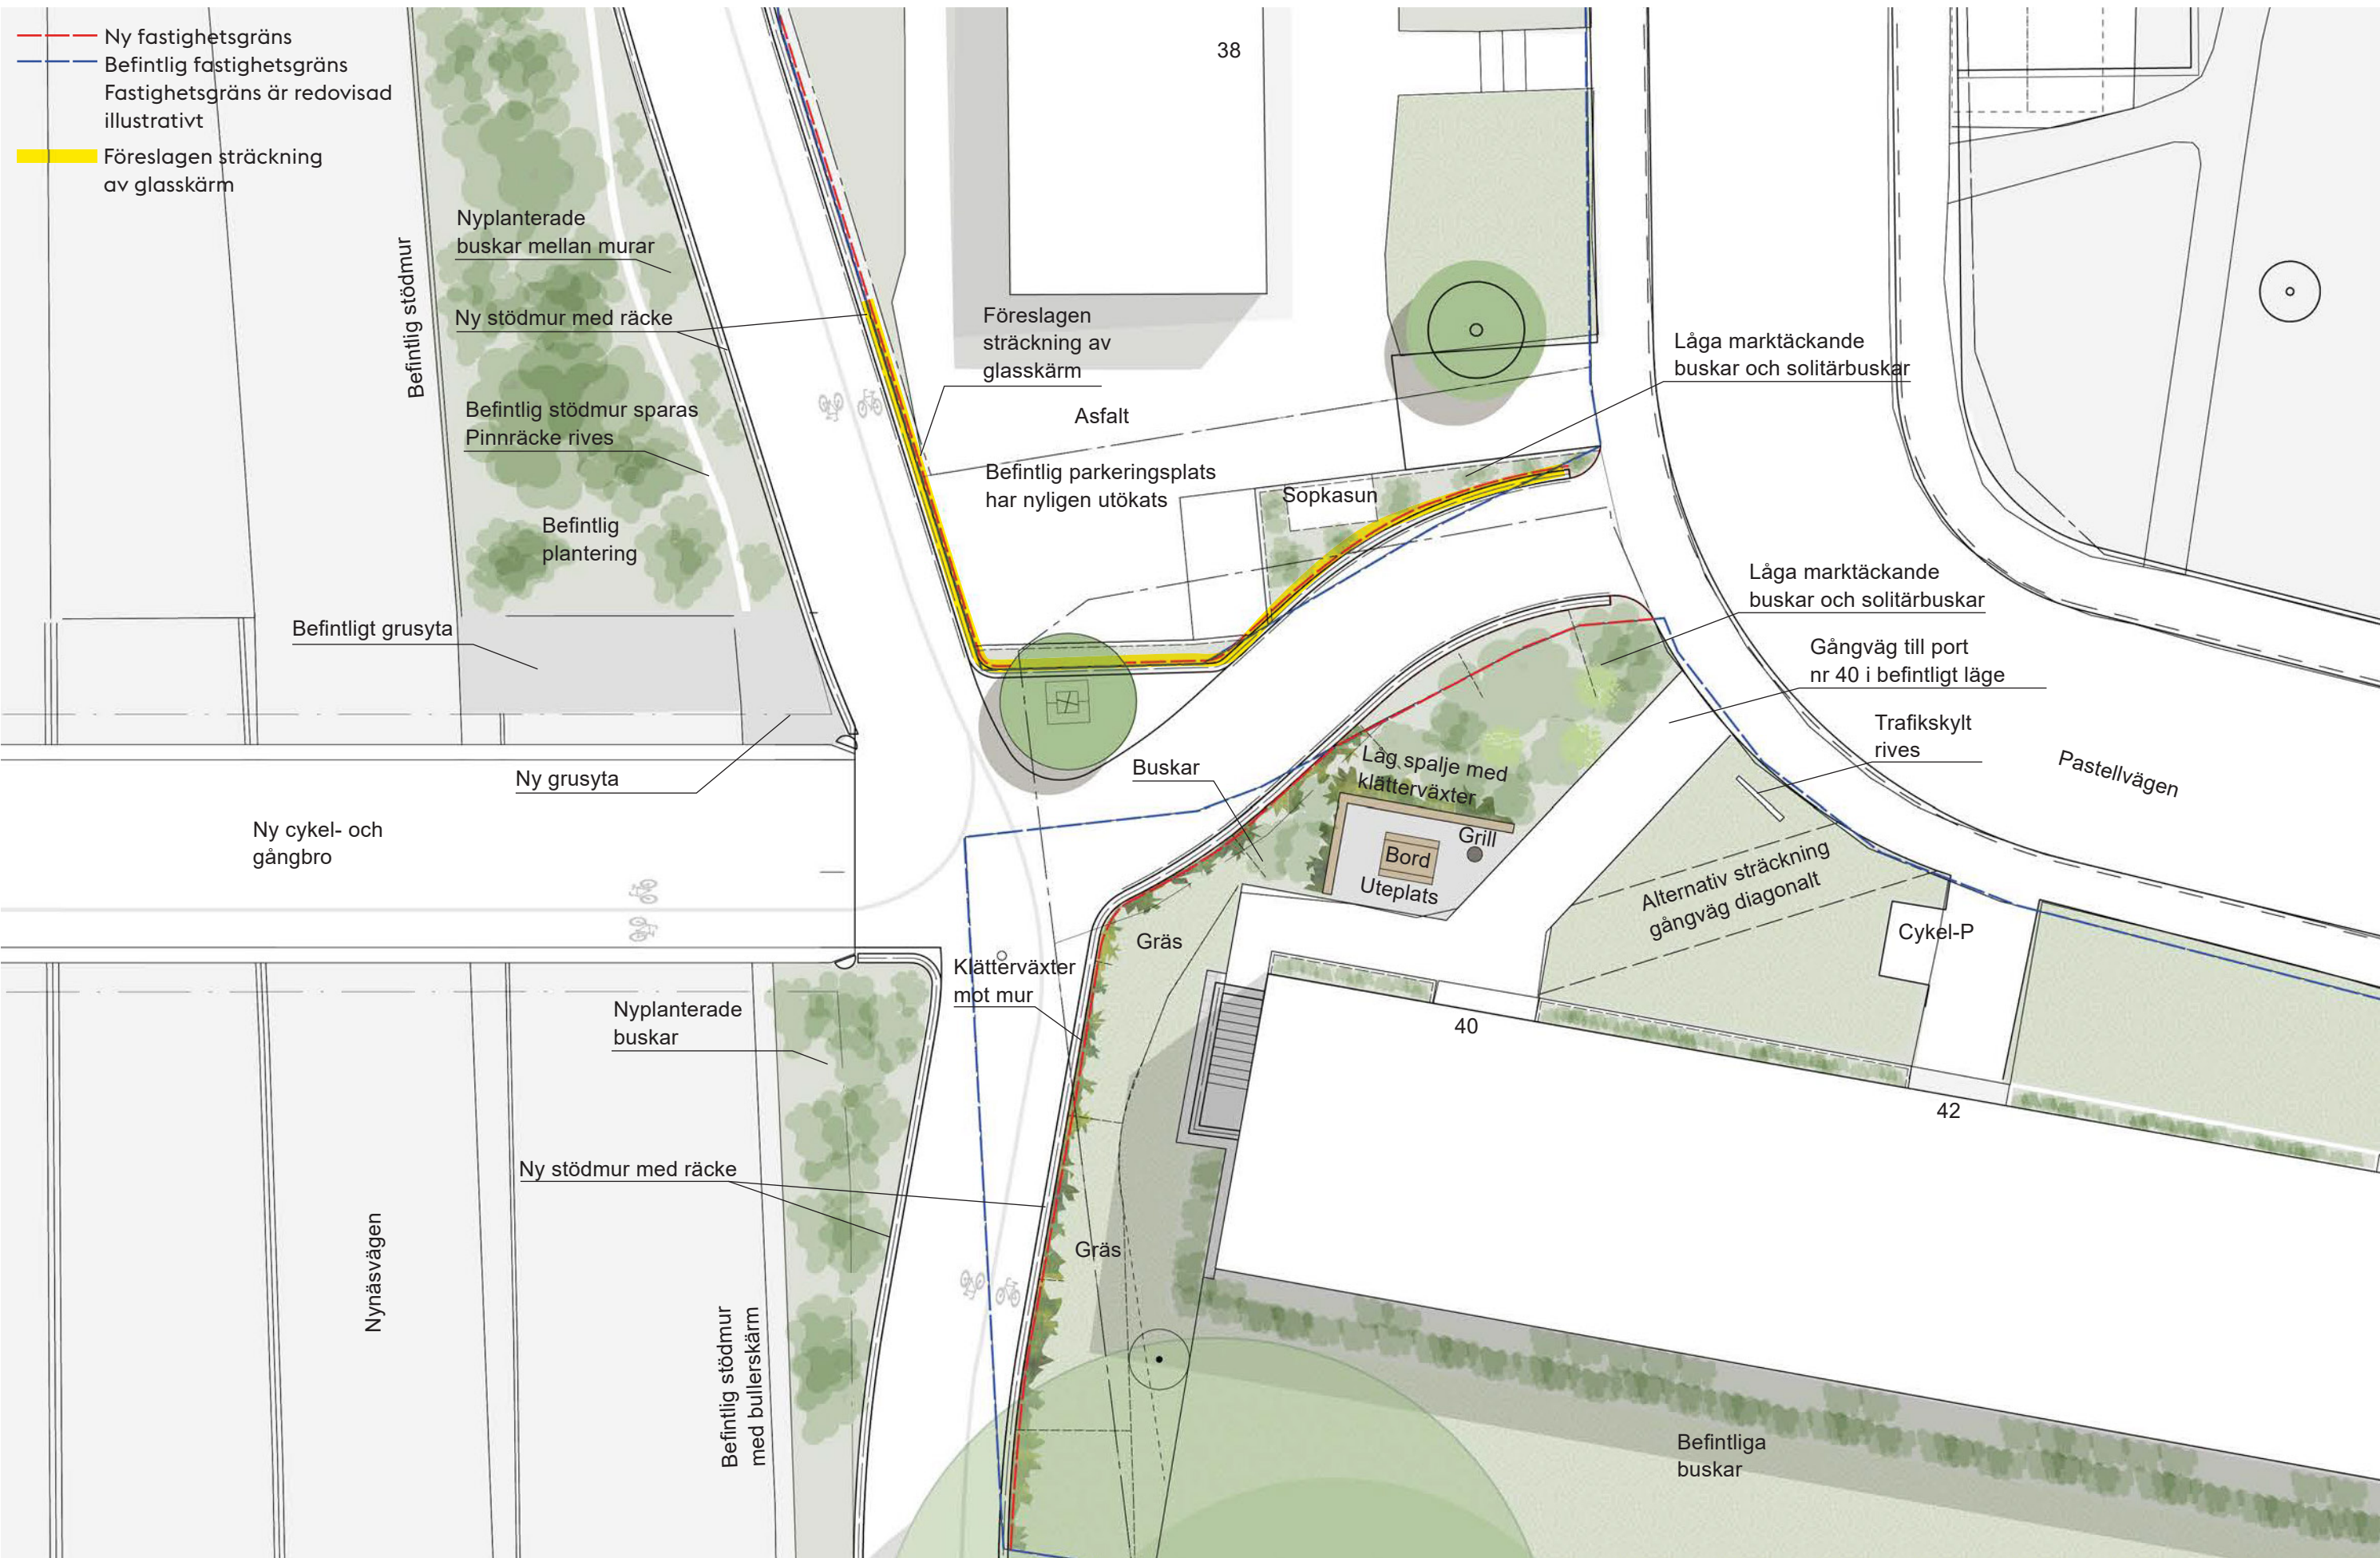 Ny fastighetsgräns
Befintlig fastighetsgräns
Fastighetsgräns är redovisad
illustrativt
Föreslagen sträckning
av glasskärm
38
Nyplanterade
buskar mellan murar
Befintlig stödmur
Ny stödmur med räcke
Befintlig stödmur sparas
Pinnräcke rives
Befintlig
plantering
Föreslagen
sträckning av
glasskärm
Asfalt
Befintlig parkeringsplats
har nyligen utökats
Sopkasun
Låga marktäckande
buskar och solitärbuskar
Låga marktäckande
buskar och solitärbuskar
Gångväg till port
nr 40 i befintligt läge
Trafikskylt
rives
Pastellvägen
Befintligt grusyta
Ny grusyta
Ny cykel- och
gångbro
Buskar
Låg spalje med
klätterväxter
Grill
Bord
Uteplats
Alternativ sträckning
gångväg diagonalt
Cykel-P
Gräs
Klätterväxter
mot mur
Nyplanterade
buskar
40
42
Ny stödmur med räcke
Gräs
Nynäsvägen
Befintlig stödmur
med bullerskärm
Befintliga
buskar